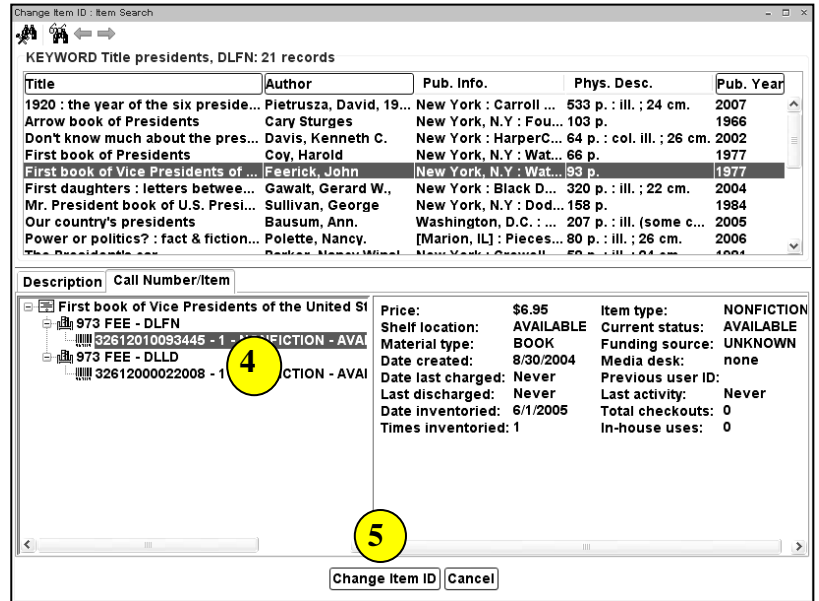 Change Item ID : Item Search
KEYWORD Title presidents, DLFN: 21 records
Title Author Pub. Info. Phys. Desc. Pub. Year
1920 : the year of the six preside... Pietrusza, David, 19... New York : Carroll ... 533 p. : ill. ; 24 cm. 2007
Arrow book of Presidents Cary Sturges New York, N.Y : Fou... 103 p. 1966
Don't know much about the pres... Davis, Kenneth C. New York : HarperC... 64 p. : col. ill. ; 26 cm. 2002
First book of Presidents Coy, Harold New York, N.Y : Wat... 66 p. 1977
First book of Vice Presidents of ... Feerick, John New York, N.Y : Wat... 93 p. 1977
First daughters : letters betwee... Gawalt, Gerard W., New York : Black D... 320 p. : ill. ; 22 cm. 2004
Mr. President book of U.S. Presi... Sullivan, George New York, N.Y : Dod... 158 p. 1984
Our country's presidents Bausum, Ann. Washington, D.C. : ... 207 p. : ill. (some c... 2005
Power or politics? : fact & fiction... Polette, Nancy. [Marion, IL] : Pieces... 80 p. : ill. ; 26 cm. 2006
Description Call Number/Item
First book of Vice Presidents of the United St
973 FEE - DLFN
32612010093445 - 1 - NONFICTION - AVAI
973 FEE - DLLD
32612000022008 - 1 CTION - AVAI
4
Price: $6.95 Item type: NONFICTION
Shelf location: AVAILABLE Current status: AVAILABLE
Material type: BOOK Funding source: UNKNOWN
Date created: 8/30/2004 Media desk: none
Date last charged: Never Previous user ID:
Last discharged: Never Last activity: Never
Date inventoried: 6/1/2005 Total checkouts: 0
Times inventoried: 1 In-house uses: 0
5
Change Item ID Cancel